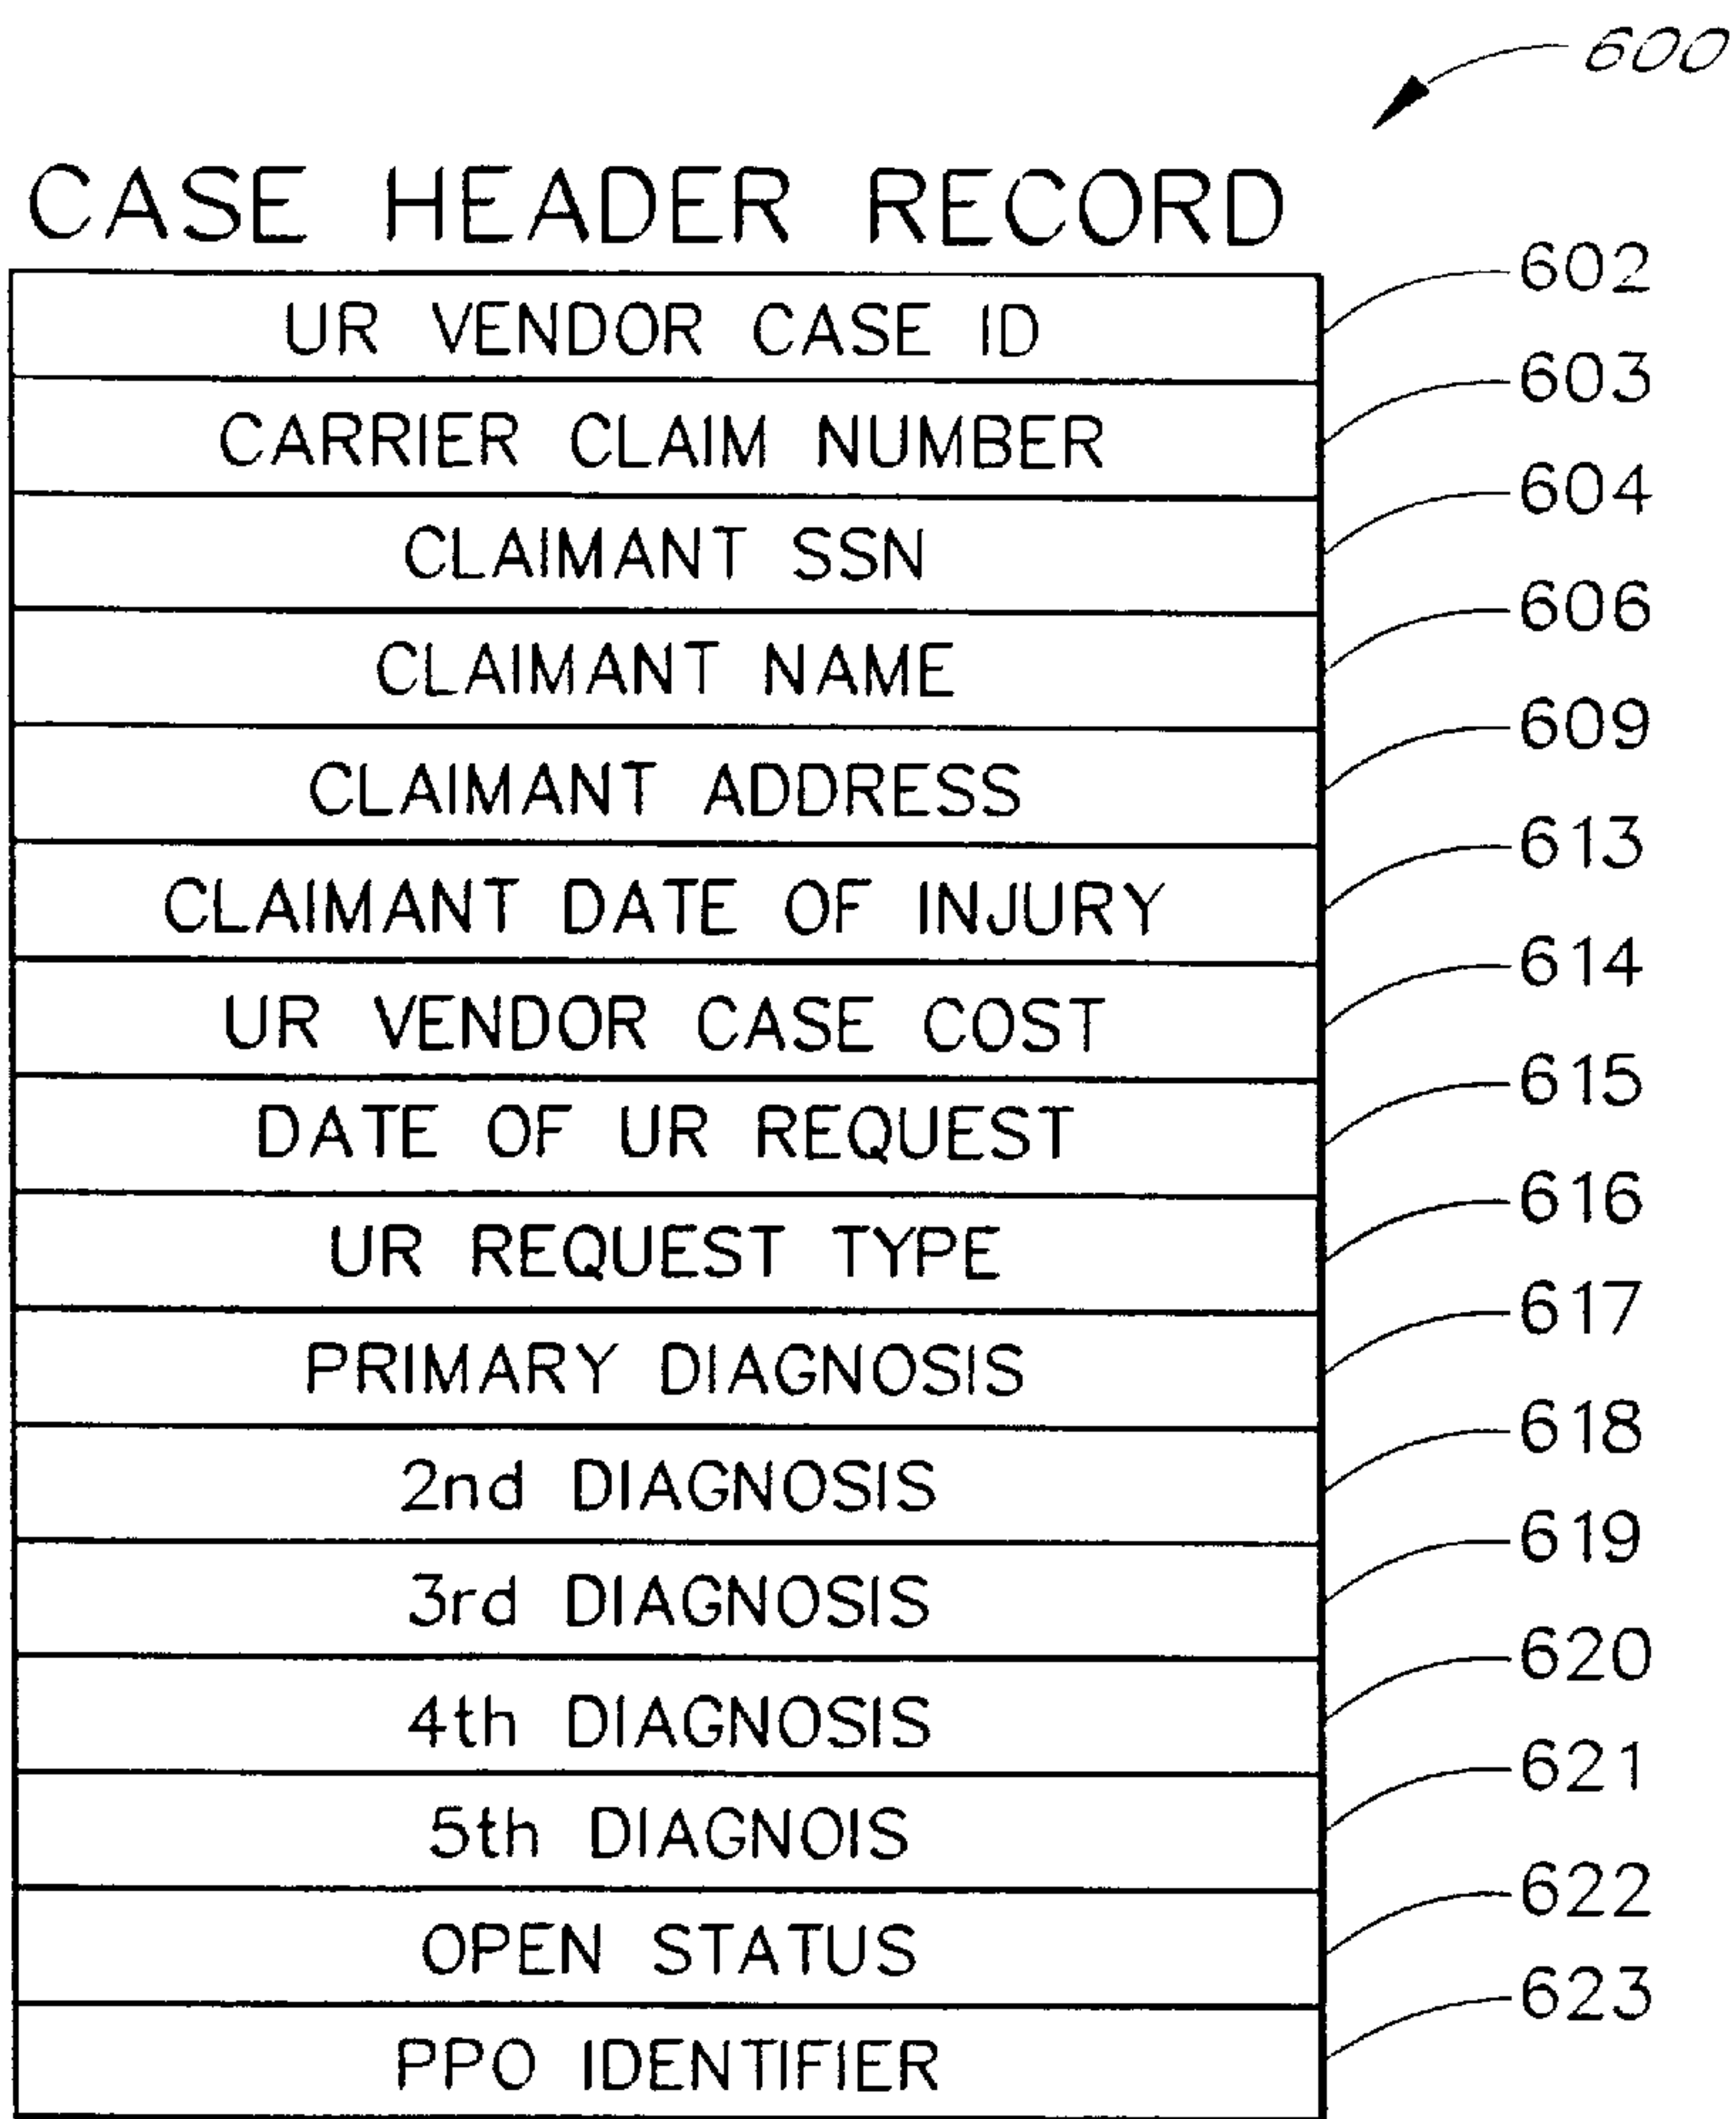 600
CASE HEADER RECORD
UR VENDOR CASE ID 602
CARRIER CLAIM NUMBER 603
CLAIMANT SSN 604
CLAIMANT NAME 606
CLAIMANT ADDRESS 609
CLAIMANT DATE OF INJURY 613
UR VENDOR CASE COST 614
DATE OF UR REQUEST 615
UR REQUEST TYPE 616
PRIMARY DIAGNOSIS 617
2nd DIAGNOSIS 618
3rd DIAGNOSIS 619
4th DIAGNOSIS 620
5th DIAGNOIS 621
OPEN STATUS 622
PPO IDENTIFIER 623